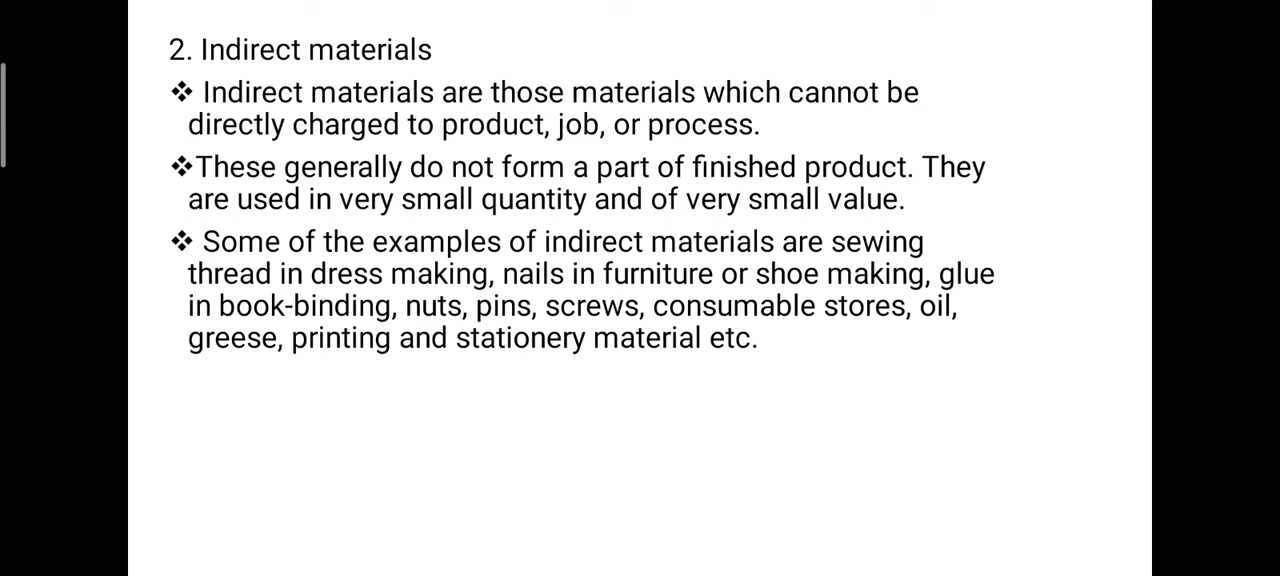 2. Indirect materials
❖ Indirect materials are those materials which cannot be
directly charged to product, job, or process.
❖These generally do not form a part of finished product. They
are used in very small quantity and of very small value.
❖ Some of the examples of indirect materials are sewing
thread in dress making, nails in furniture or shoe making, glue
in book-binding, nuts, pins, screws, consumable stores, oil,
greese, printing and stationery material etc.